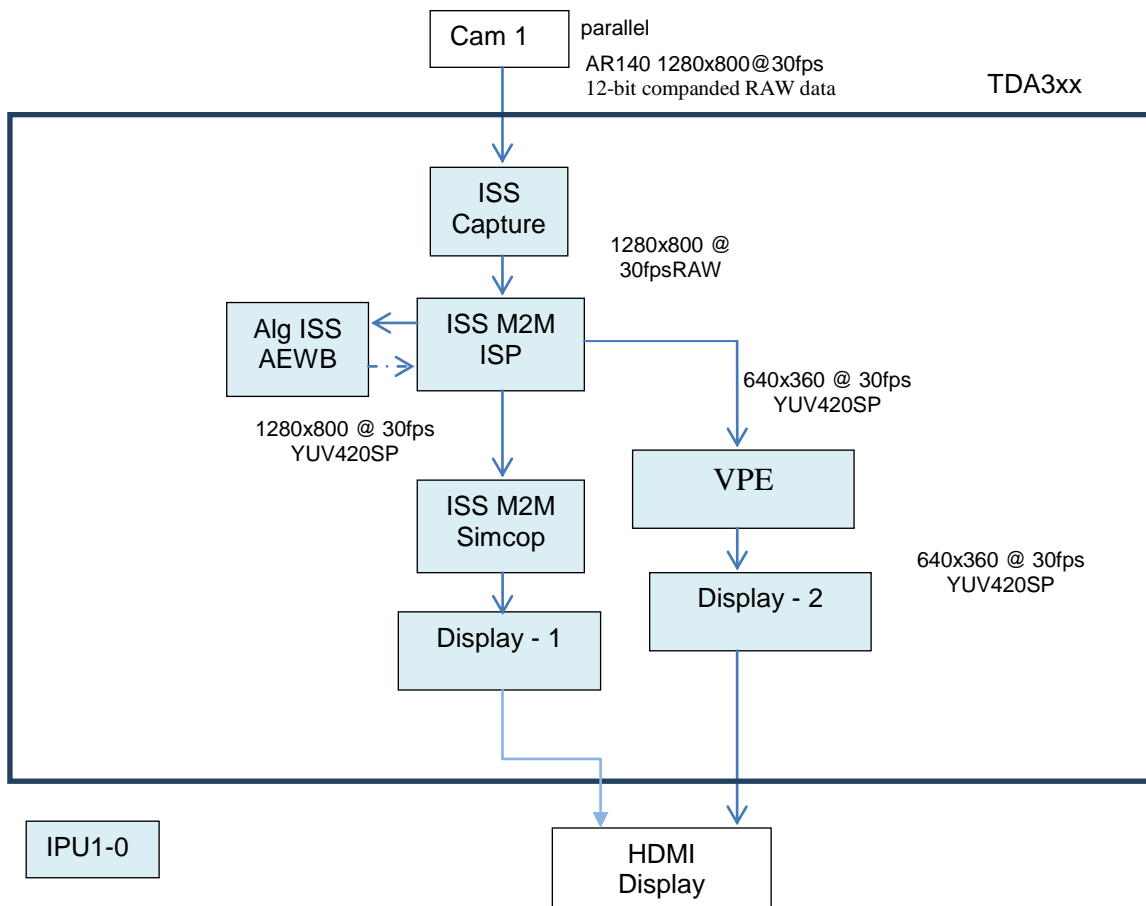 Cam 1
parallel
AR140 1280x800@30fps
12-bit companded RAW data
TDA3xx
ISS
Capture
1280x800 @
30fpsRAW
Alg ISS
AEWB
ISS M2M
ISP
640x360 @ 30fps
YUV420SP
1280x800 @ 30fps
YUV420SP
VPE
ISS M2M
Simcop
640x360 @ 30fps
YUV420SP
Display - 2
Display - 1
IPU1-0
HDMI
Display